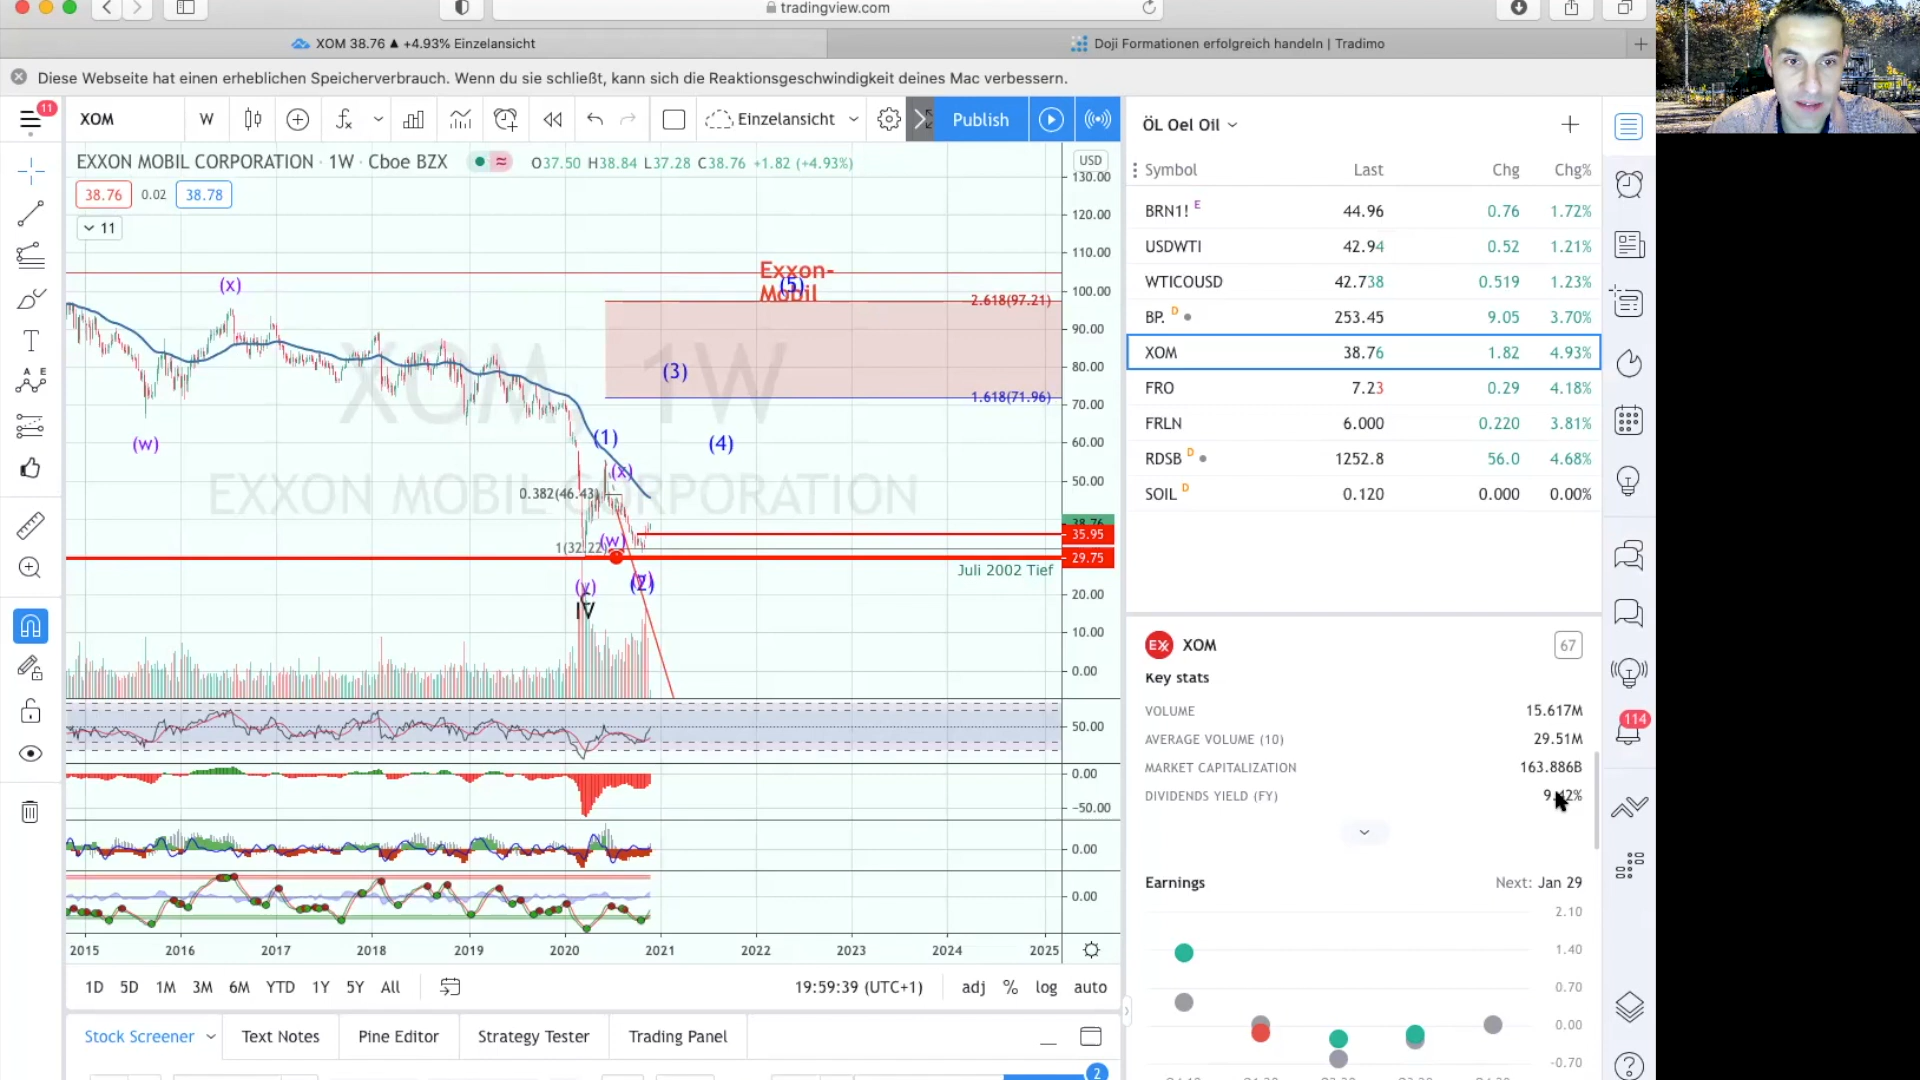 tradingview.com
XOM 38.76 ▲ +4.93% Einzelansicht
Doji Formationen erfolgreich handeln | Tradimo
Diese Webseite hat einen erheblichen Speicherverbrauch. Wenn du sie schließt, kann sich die Reaktionsgeschwindigkeit deines Mac verbessern.
11
XOM
W
Einzelansicht
Publish
EXXON MOBIL CORPORATION · 1W · Cboe BZX
O37.50 H38.84 L37.28 C38.76 +1.82 (+4.93%)
38.76
0.02
38.78
11
USD
130.00
120.00
110.00
100.00
90.00
80.00
70.00
60.00
50.00
38.76
35.95
29.75
20.00
10.00
0.00
50.00
0.00
-50.00
0.00
0.00
XOM, 1W
EXXON MOBIL CORPORATION
Exxon-
Mobil
(5)
2.618(97.21)
1.618(71.96)
(x)
(w)
(3)
(4)
(1)
(x)
0.382(46.43)
1(32.22)
(w)
(y)
(2)
IV
Juli 2002 Tief
2015
2016
2017
2018
2019
2020
2021
2022
2023
2024
2025
1D
5D
1M
3M
6M
YTD
1Y
5Y
All
19:59:39 (UTC+1)
adj
%
log
auto
Stock Screener
Text Notes
Pine Editor
Strategy Tester
Trading Panel
2
ÖL Oel Oil
Symbol Last Chg Chg%
BRN1! E 44.96 0.76 1.72%
USDWTI 42.94 0.52 1.21%
WTICOUSD 42.738 0.519 1.23%
BP. D 253.45 9.05 3.70%
XOM 38.76 1.82 4.93%
FRO 7.23 0.29 4.18%
FRLN 6.000 0.220 3.81%
RDSB D 1252.8 56.0 4.68%
SOIL D 0.120 0.000 0.00%
EX XOM
67
Key stats
VOLUME 15.617M
AVERAGE VOLUME (10) 29.51M
MARKET CAPITALIZATION 163.886B
DIVIDENDS YIELD (FY)
Earnings
Next: Jan 29
2.10
1.40
0.70
0.00
-0.70
114